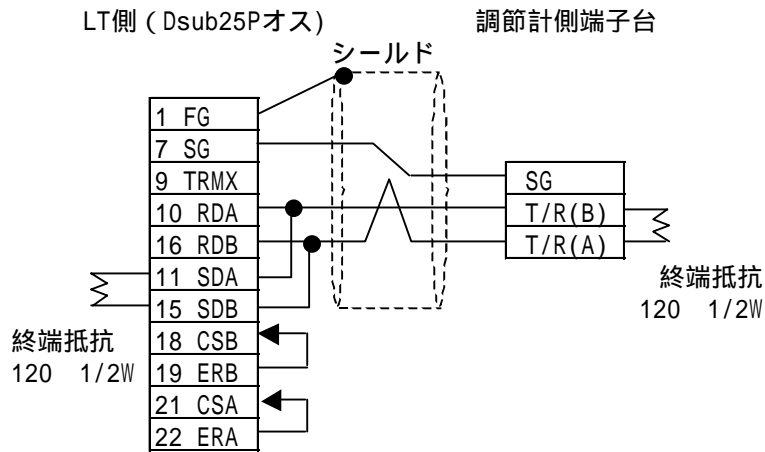 LT側（Dsub25Pオス)
調節計側端子台
シールド
1 FG
7 SG
9 TRMX
10 RDA
16 RDB
11 SDA
15 SDB
18 CSB
19 ERB
21 CSA
22 ERA
SG
T/R(B)
T/R(A)
終端抵抗
120 1/2W
終端抵抗
120 1/2W